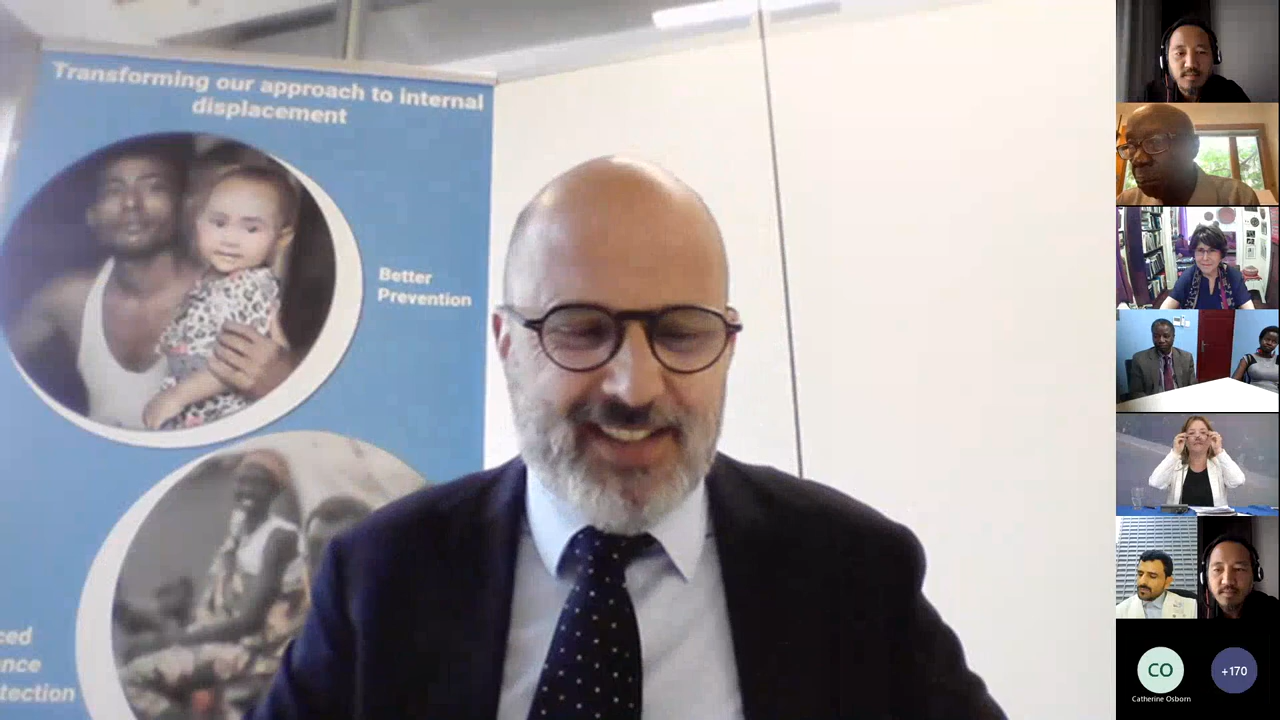 Transforming our approach to internal
displacement
Better
Prevention
ced
nce
tection
CO
+170
Catherine Osborn